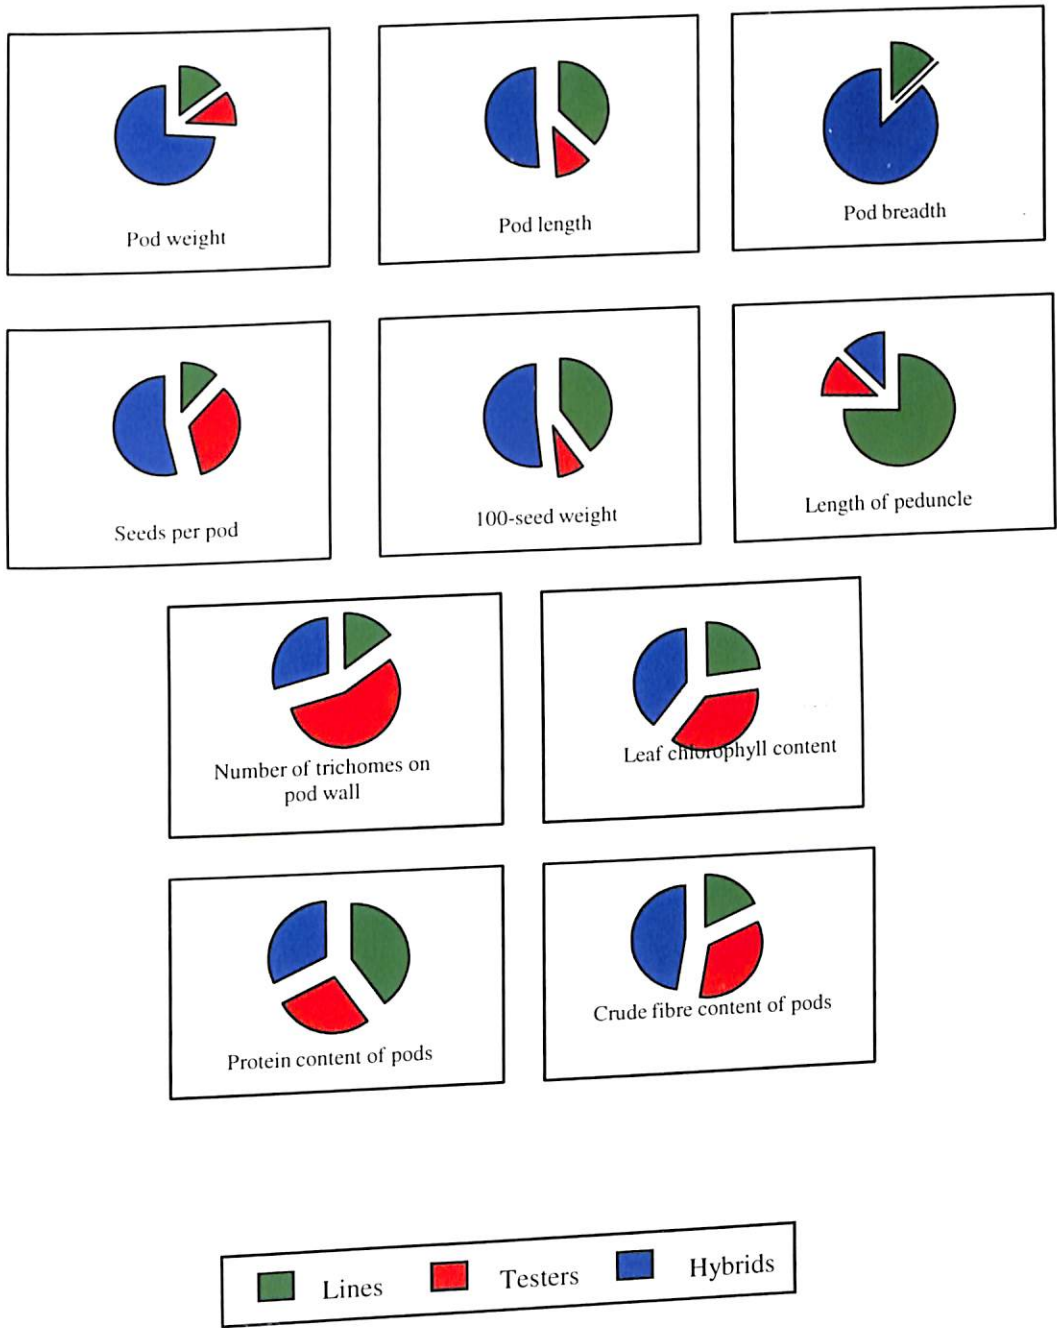 Pod weight
Pod length
Pod breadth
Seeds per pod
100-seed weight
Length of peduncle
Number of trichomes on
pod wall
Leaf chlorophyll content
Protein content of pods
Crude fibre content of pods
Lines
Testers
Hybrids